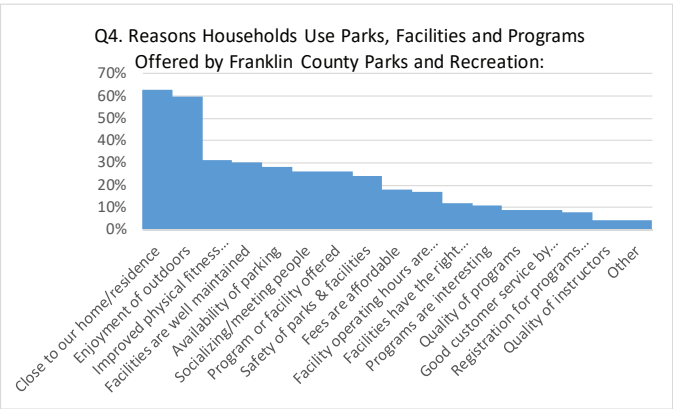 Q4. Reasons Households Use Parks, Facilities and Programs
Offered by Franklin County Parks and Recreation:
70%
60%
50%
40%
30%
20%
10%
0%
Close to our home/residence
Enjoyment of outdoors
Improved physical fitness...
Facilities are well maintained
Availability of parking
Socializing/meeting people
Program or facility offered
Safety of parks & facilities
Fees are affordable
Facility operating hours are...
Facilities have the right...
Programs are interesting
Quality of programs
Good customer service by...
Registration for programs...
Quality of instructors
Other